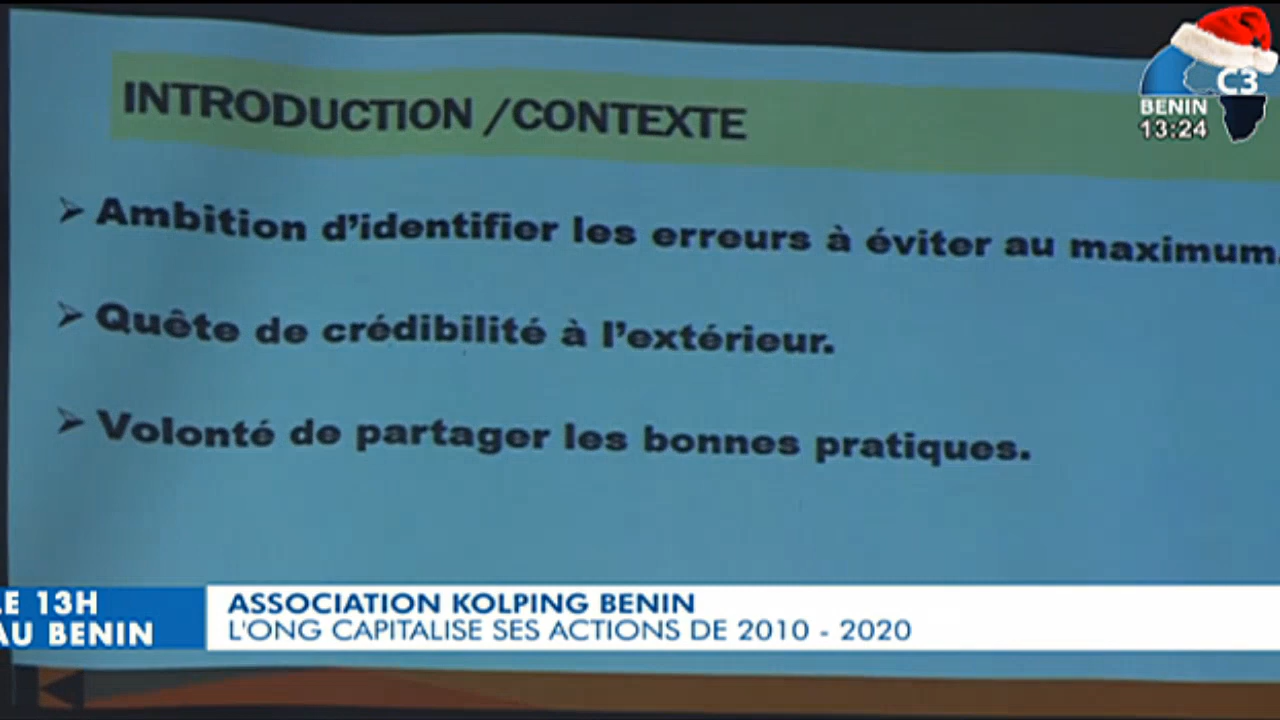 INTRODUCTION /CONTEXTE
C3
BENIN
13:24
➢ Ambition d'identifier les erreurs à éviter au maximum.
➢ Quête de crédibilité à l'extérieur.
➢ Volonté de partager les bonnes pratiques.
LE 13H
AU BENIN
ASSOCIATION KOLPING BENIN
L'ONG CAPITALISE SES ACTIONS DE 2010 - 2020